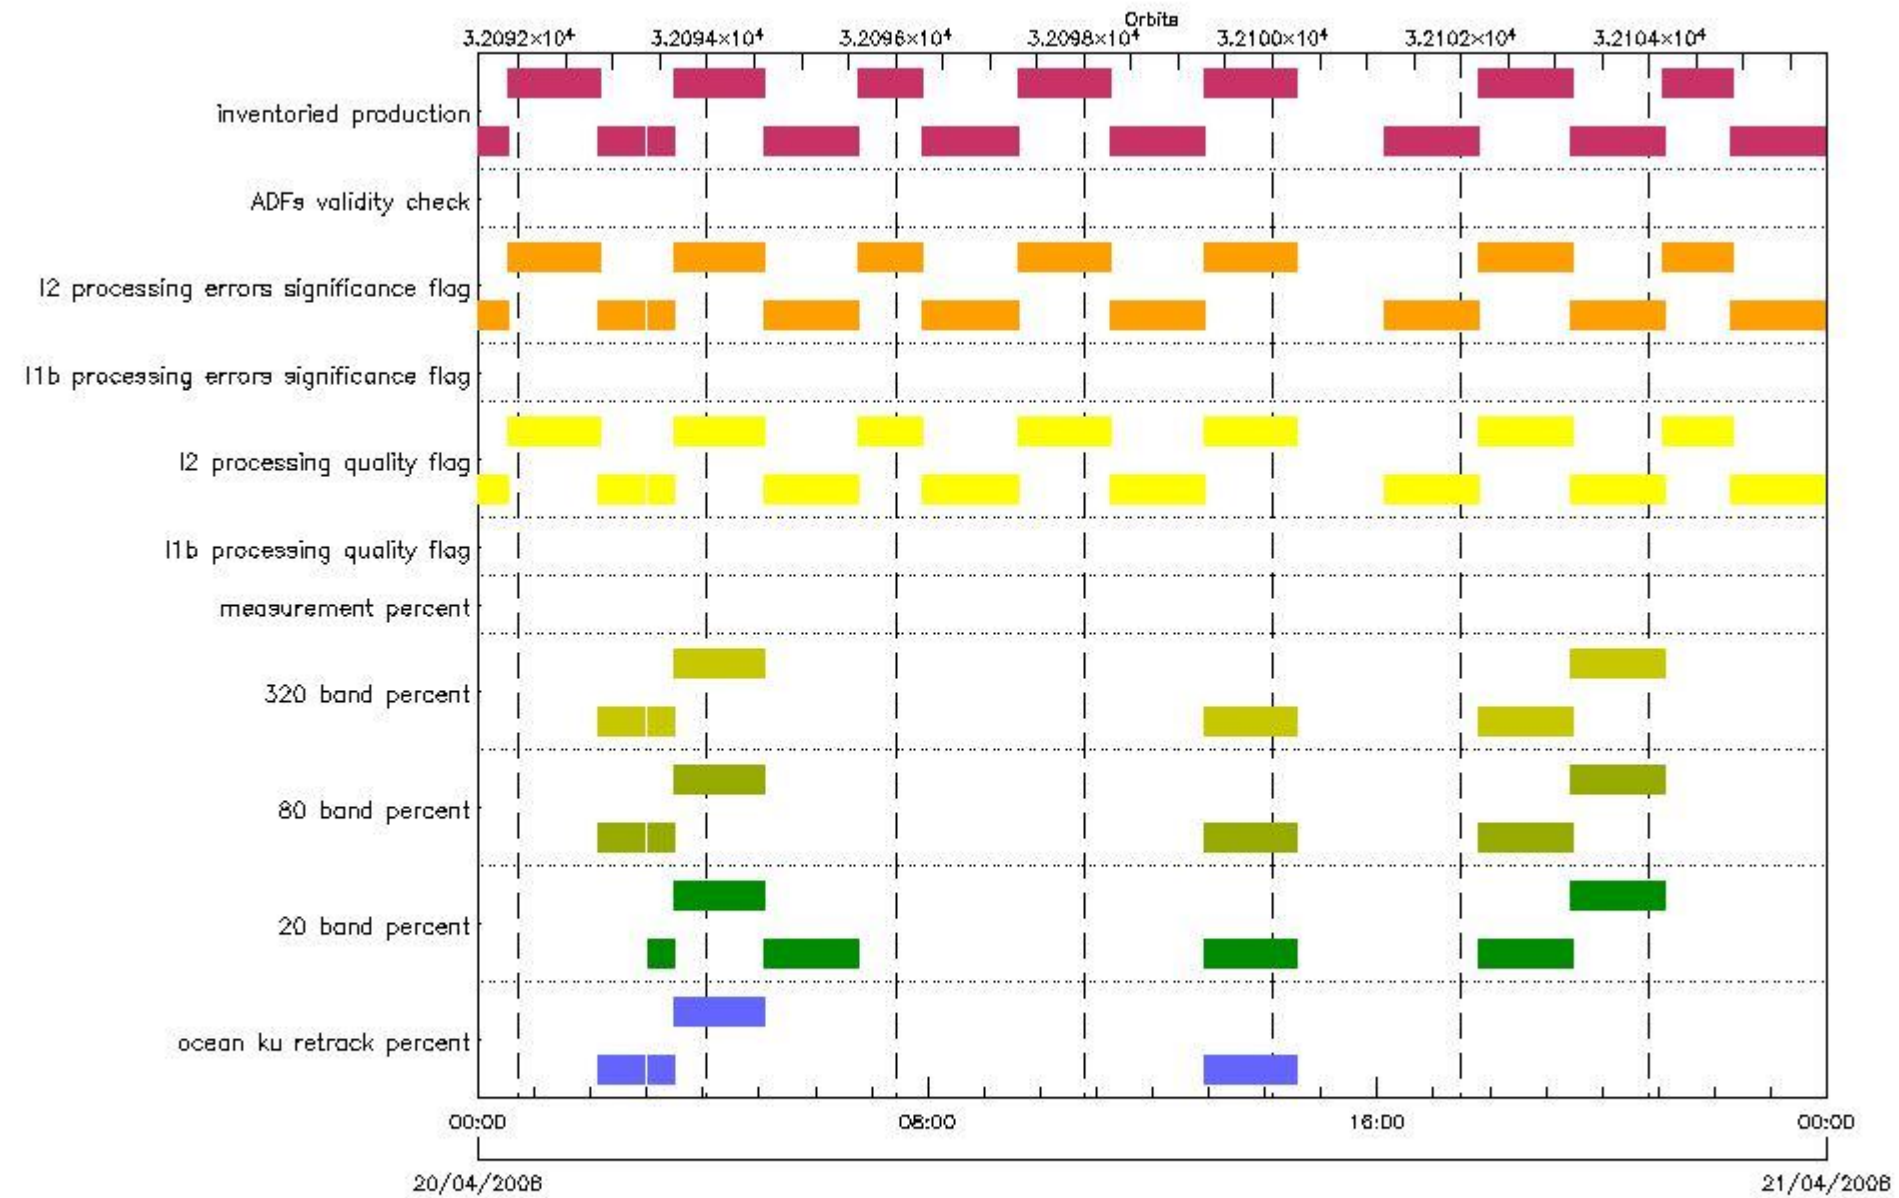 Orbits
3.2092×10⁴ 3.2094×10⁴ 3.2096×10⁴ 3.2098×10⁴ 3.2100×10⁴ 3.2102×10⁴ 3.2104×10⁴
inventoried production
ADFs validity check
l2 processing errors significance flag
l1b processing errors significance flag
l2 processing quality flag
l1b processing quality flag
measurement percent
320 band percent
80 band percent
20 band percent
ocean ku retrack percent
00:00 08:00 16:00 00:00
20/04/2008 21/04/2008